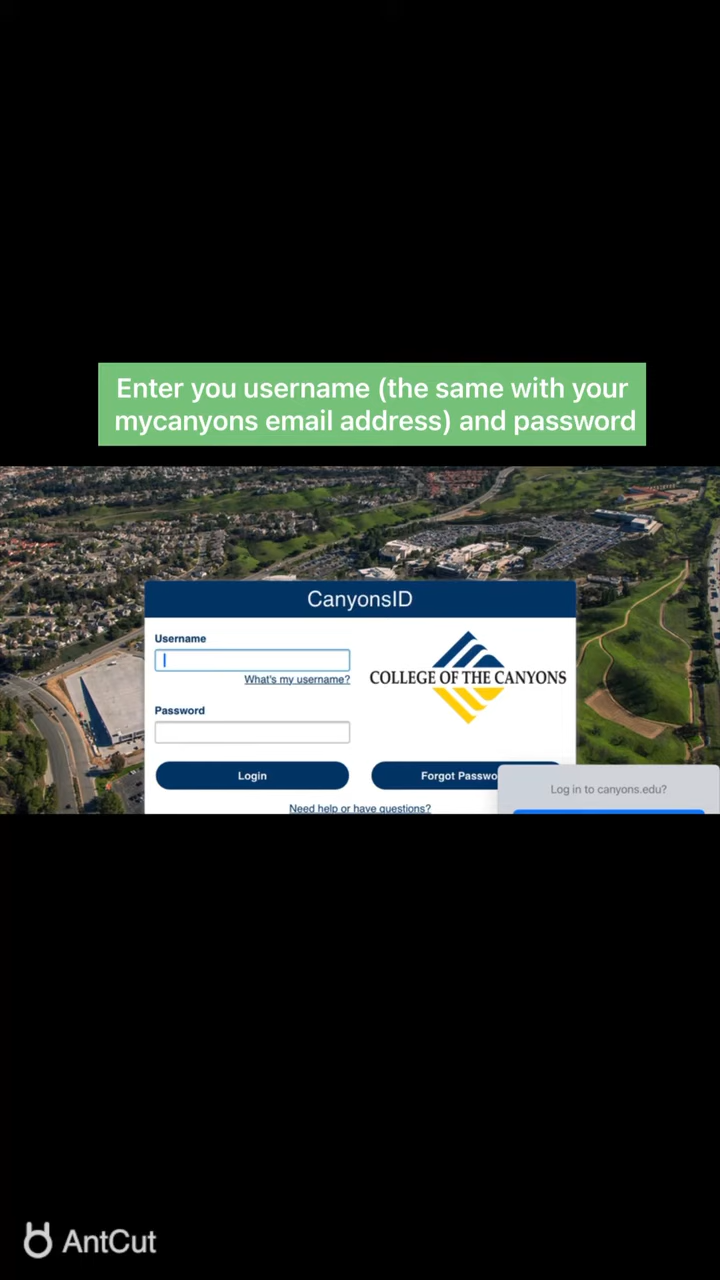 Enter you username (the same with your
mycanyons email address) and password
CanyonsID
Username
What's my username?
COLLEGE OF THE CANYONS
Password
Login
Forgot Passwo
Log in to canyons.edu?
Need help or have questions?
AntCut